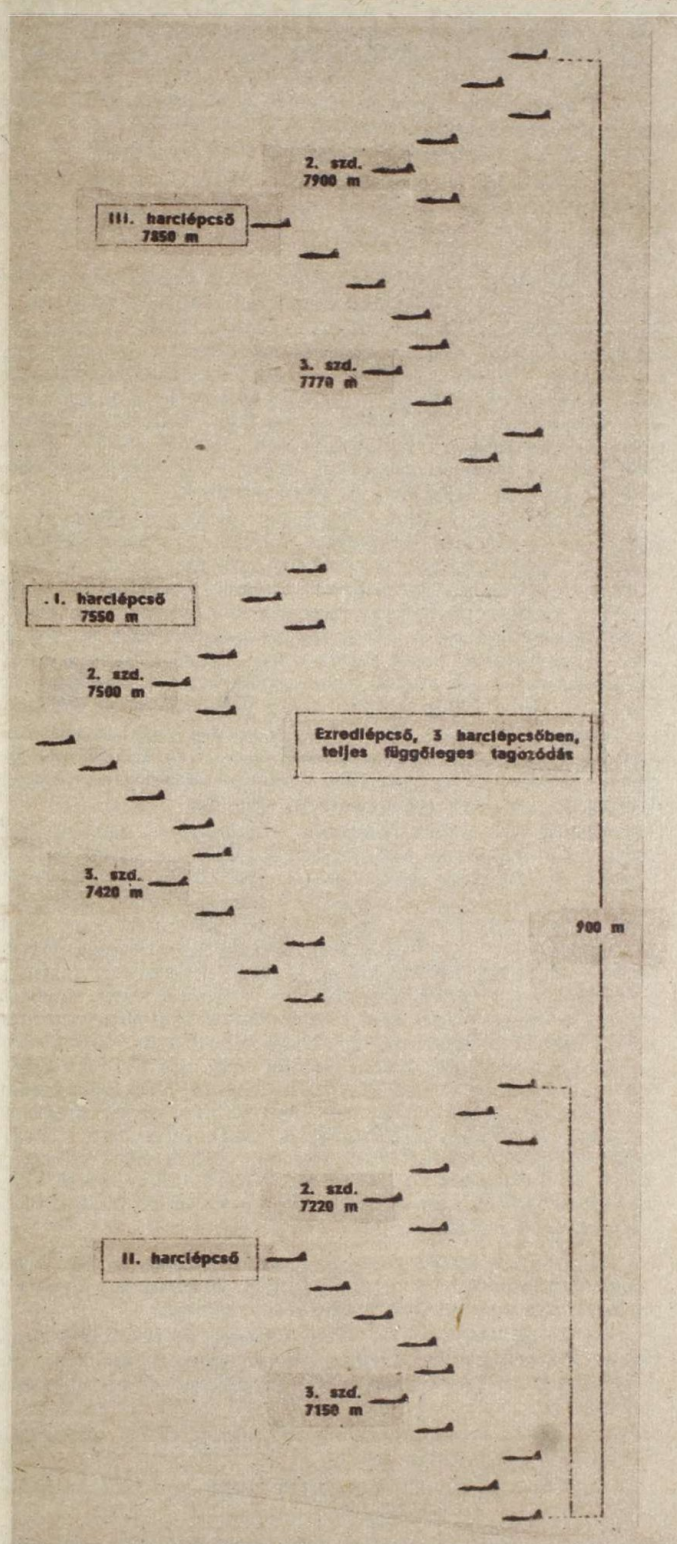 2. szd.
7900 m
III. harclépcső
7850 m
3. szd.
7770 m
I. harclépcső
7550 m
2. szd.
7500 m
Ezredlépcső, 3 harclépcsőben,
teljes függőleges tagozódás
3. szd.
7420 m
900 m
2. szd.
7220 m
II. harclépcső
3. szd.
7150 m